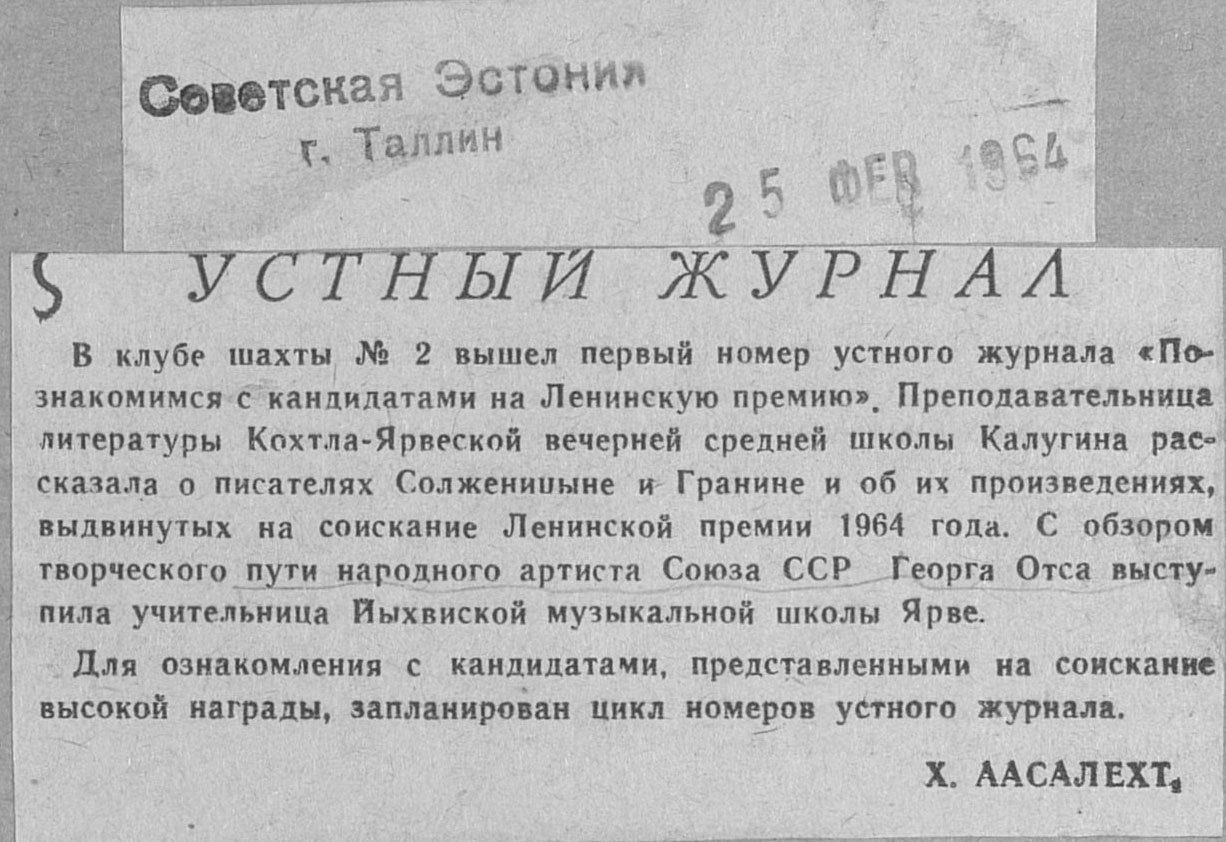 Советская Эстония
г. Таллин
25 ФЕВ 1964
УСТНЫЙ ЖУРНАЛ
В клубе шахты № 2 вышел первый номер устного журнала «По-
знакомимся с кандидатами на Ленинскую премию». Преподавательница
литературы Кохтла-Ярвеской вечерней средней школы Калугина рас-
сказала о писателях Солженицыне и Гранине и об их произведениях,
выдвинутых на соискание Ленинской премии 1964 года. С обзором
творческого пути народного артиста Союза ССР Георга Отса высту-
пила учительница Йыхвиской музыкальной школы Ярве.
Для ознакомления с кандидатами, представленными на соискание
высокой награды, запланирован цикл номеров устного журнала.
Х. ААСАЛЕХТ.